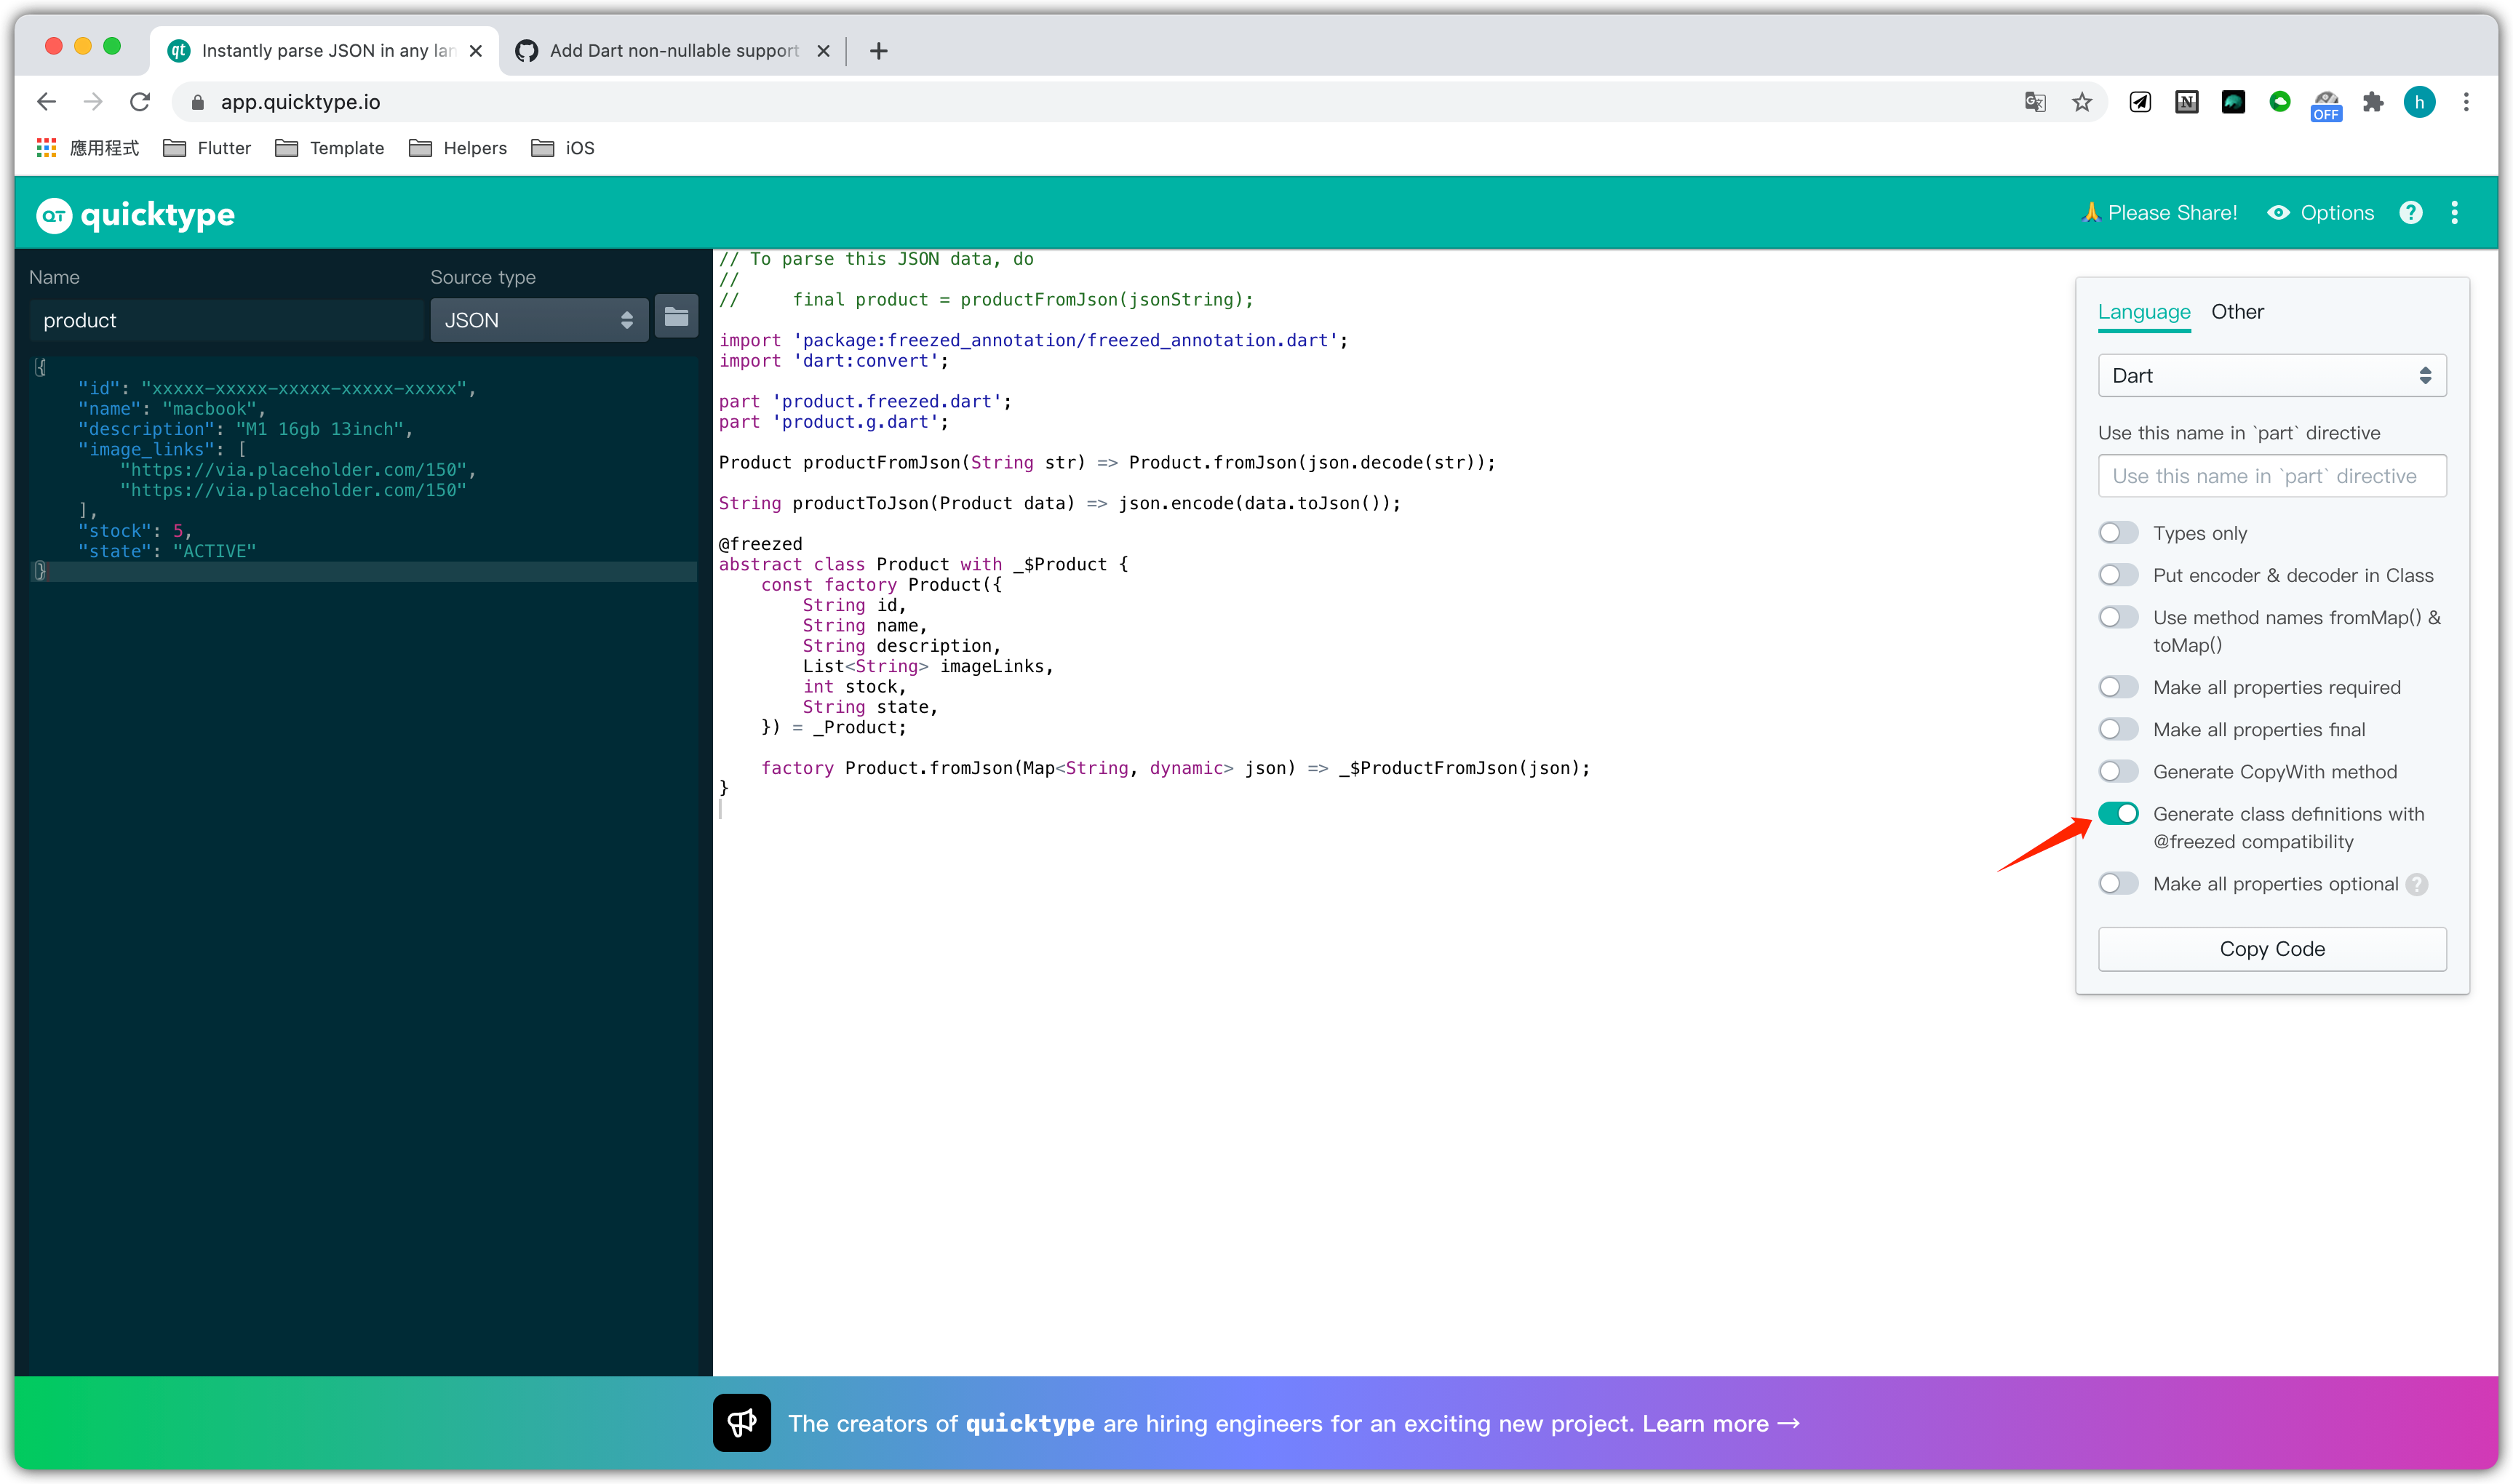 Instantly parse JSON in any lan
Add Dart non-nullable support
app.quicktype.io
N
OFF
h
應用程式
Flutter
Template
Helpers
iOS
QT quicktype
🙏 Please Share!
Options
?
Name
Source type
product
JSON
{
"id": "xxxxx-xxxxx-xxxxx-xxxxx-xxxxx",
"name": "macbook",
"description": "M1 16gb 13inch",
"image_links": [
"https://via.placeholder.com/150",
"https://via.placeholder.com/150"
],
"stock": 5,
"state": "ACTIVE"
}
// To parse this JSON data, do
//
//     final product = productFromJson(jsonString);
import 'package:freezed_annotation/freezed_annotation.dart';
import 'dart:convert';
part 'product.freezed.dart';
part 'product.g.dart';
Product productFromJson(String str) => Product.fromJson(json.decode(str));
String productToJson(Product data) => json.encode(data.toJson());
@freezed
abstract class Product with _$Product {
const factory Product({
String id,
String name,
String description,
List<String> imageLinks,
int stock,
String state,
}) = _Product;
factory Product.fromJson(Map<String, dynamic> json) => _$ProductFromJson(json);
}
Language
Other
Dart
Use this name in `part` directive
Use this name in `part` directive
Types only
Put encoder & decoder in Class
Use method names fromMap() &
toMap()
Make all properties required
Make all properties final
Generate CopyWith method
Generate class definitions with
@freezed compatibility
Make all properties optional ?
Copy Code
The creators of quicktype are hiring engineers for an exciting new project. Learn more →